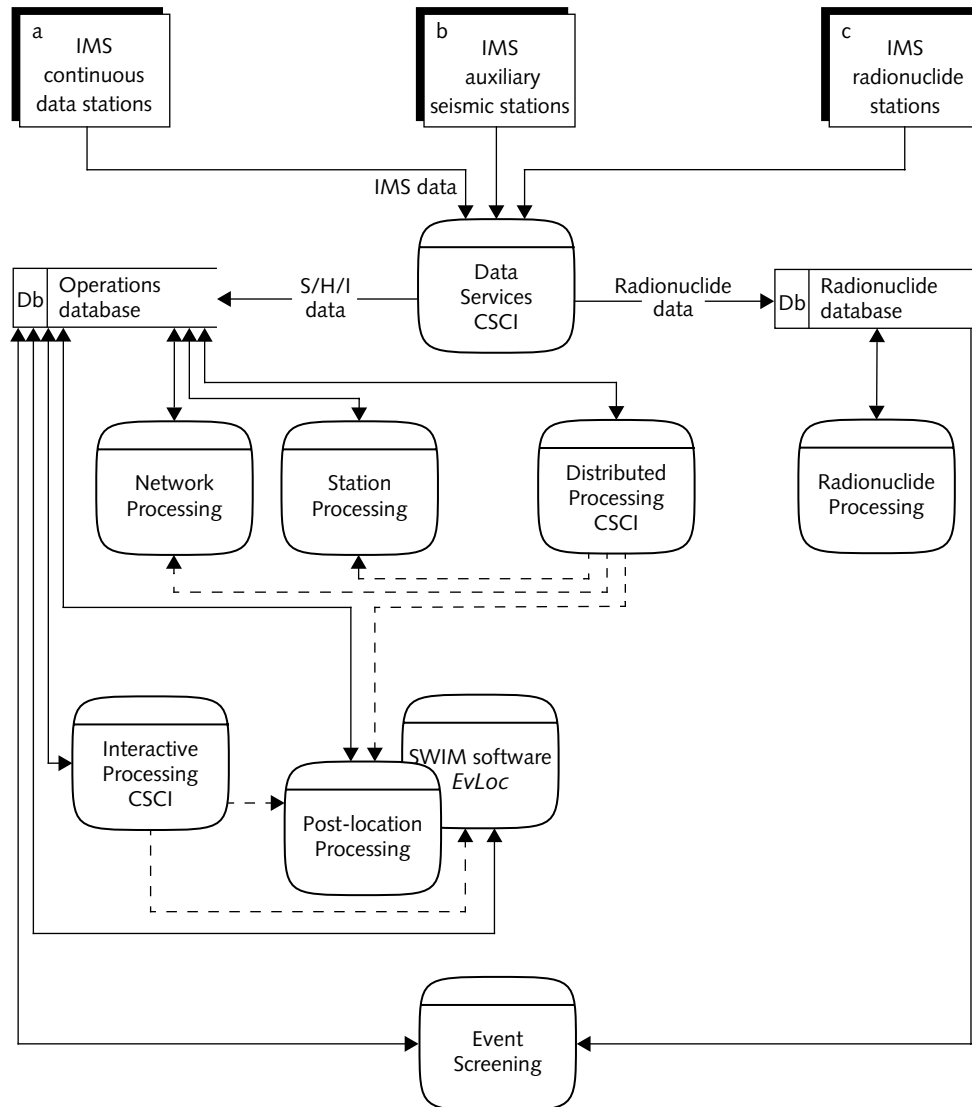 a
IMS
continuous
data stations
b
IMS
auxiliary
seismic stations
c
IMS
radionuclide
stations
IMS data
Data
Services
CSCI
Db
Operations
database
S/H/I
data
Radionuclide
data
Db
Radionuclide
database
Network
Processing
Station
Processing
Distributed
Processing
CSCI
Radionuclide
Processing
Interactive
Processing
CSCI
SWIM software
EvLoc
Post-location
Processing
Event
Screening